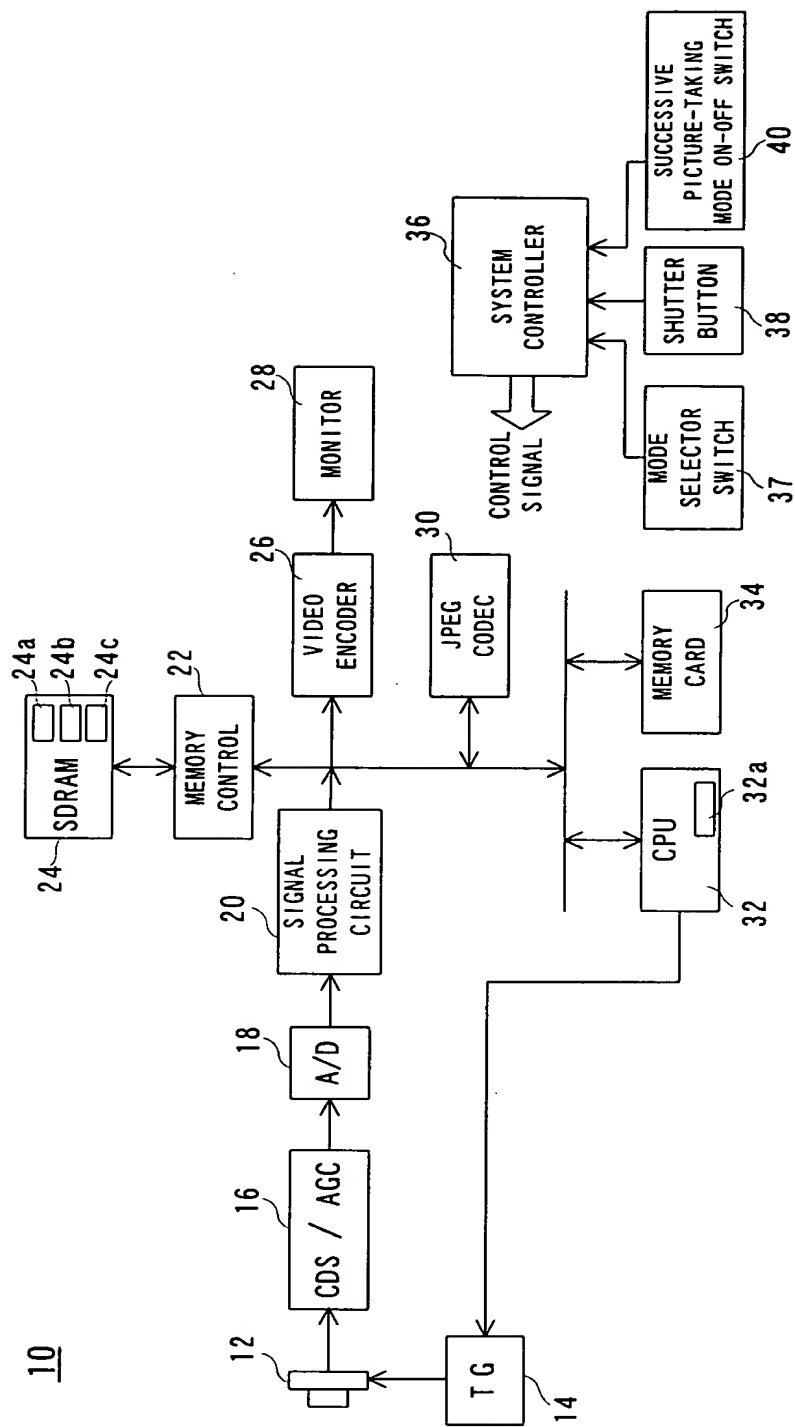 10
12
TG
14
16
CDS / AGC
18
A/D
20
SIGNAL
PROCESSING
CIRCUIT
24
SDRAM
24a
24b
24c
22
MEMORY
CONTROL
26
VIDEO
ENCODER
28
MONITOR
30
JPEG
CODEC
CPU
32a
32
MEMORY
CARD
34
36
SYSTEM
CONTROLLER
CONTROL
SIGNAL
MODE
SELECTOR
SWITCH
37
SHUTTER
BUTTON
38
SUCCESSIVE
PICTURE-TAKING
MODE ON-OFF SWITCH
40